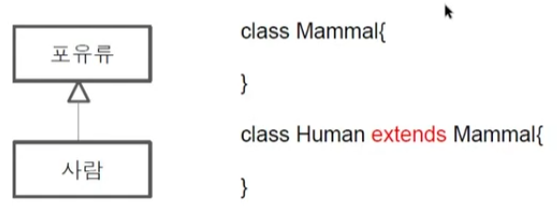 포유류
사람
class Mammal{
}
class Human extends Mammal{
}